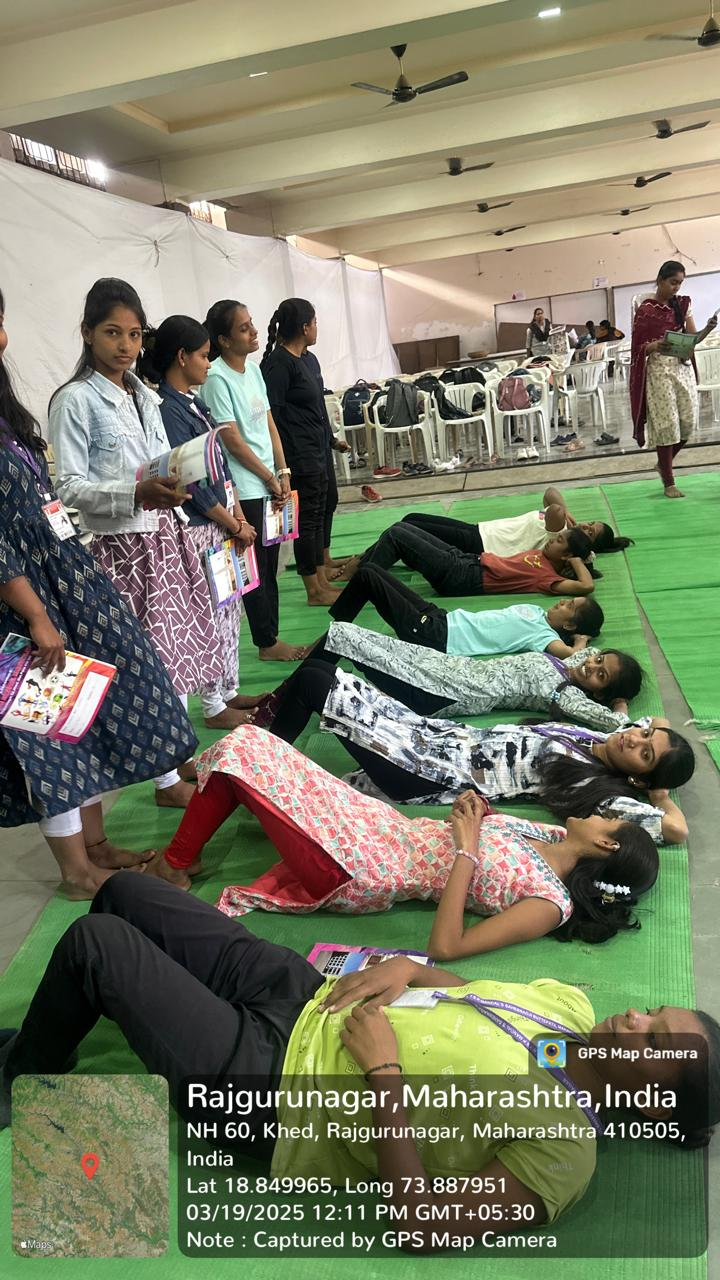 GPS Map Camera
Rajgurunagar,Maharashtra,India
NH 60, Khed, Rajgurunagar, Maharashtra 410505,
India
Lat 18.849965, Long 73.887951
03/19/2025 12:11 PM GMT+05:30
Note : Captured by GPS Map Camera
Maps
Think